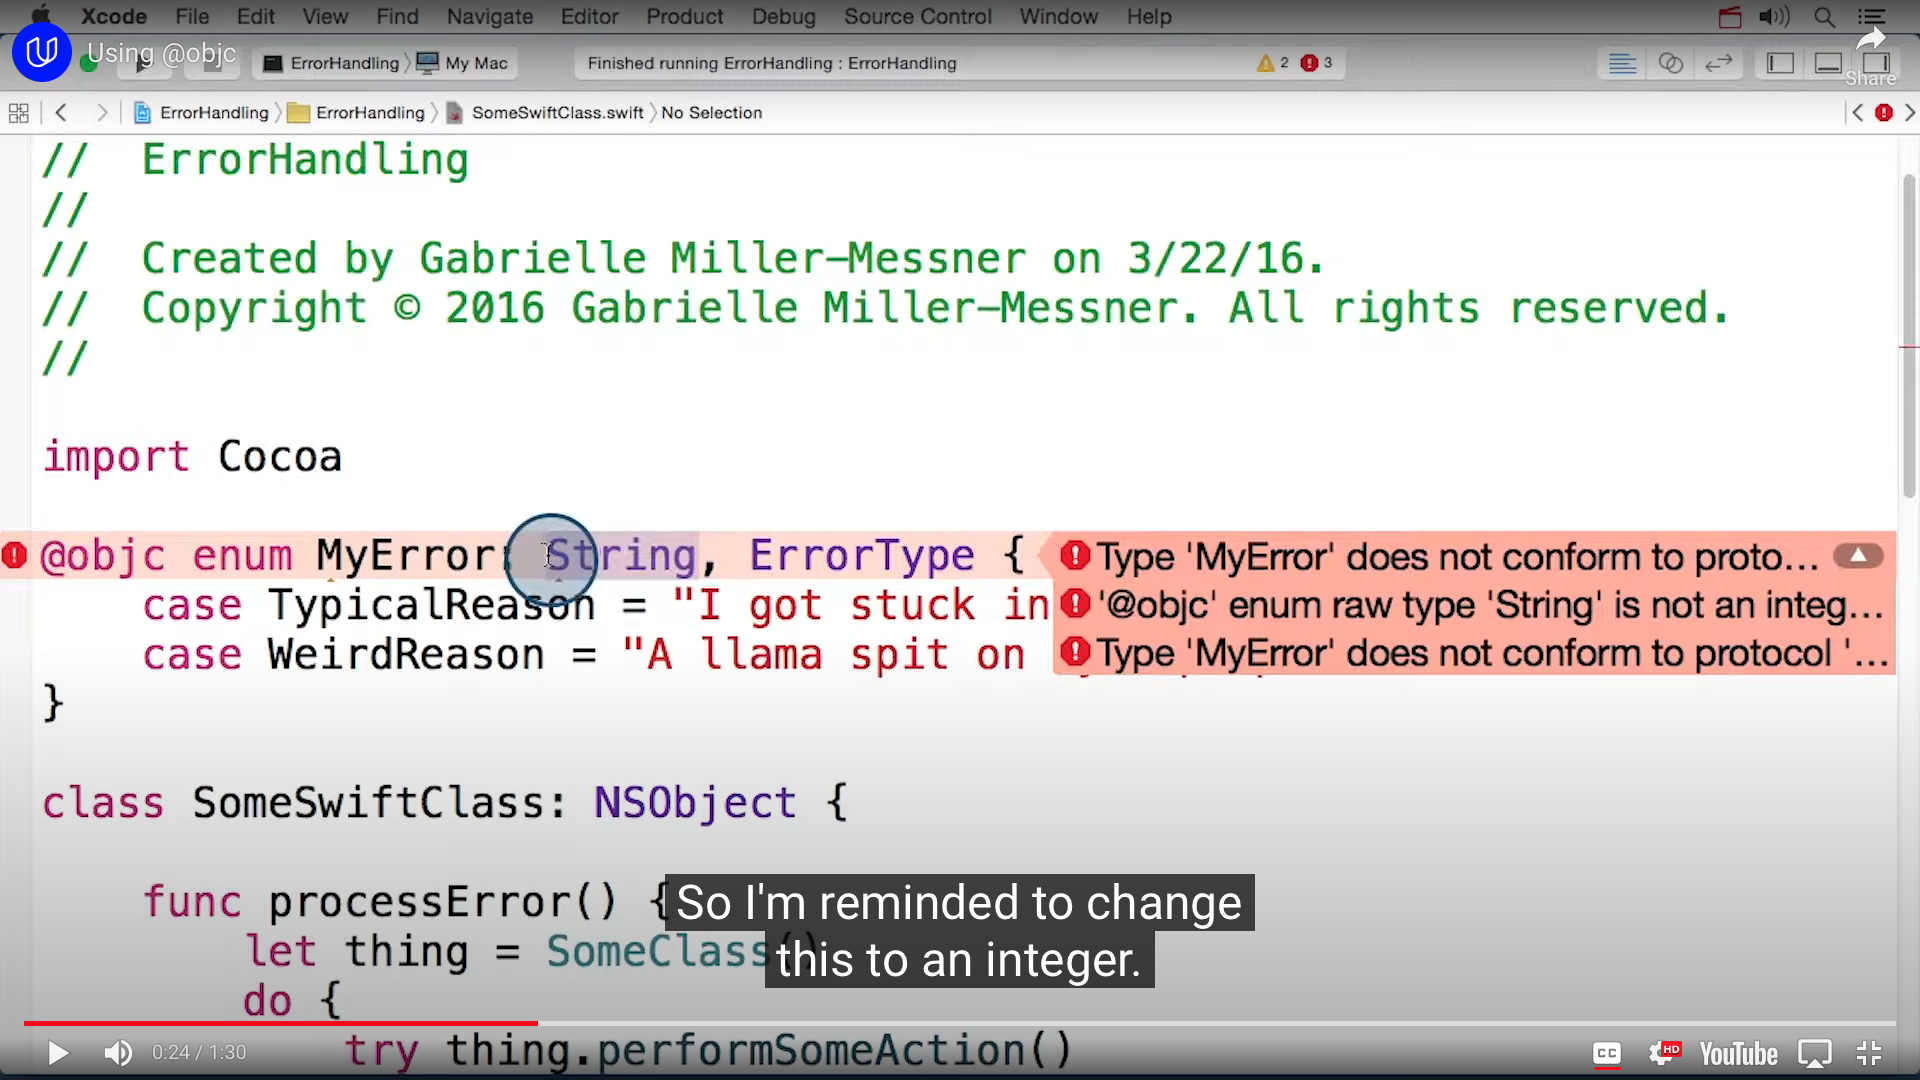 Xcode File Edit View Find Navigate Editor Product Debug Source Control Window Help
Using @objc
ErrorHandling My Mac
Finished running ErrorHandling : ErrorHandling
2 3
Share
ErrorHandling ErrorHandling SomeSwiftClass.swift No Selection
// ErrorHandling
//
// Created by Gabrielle Miller-Messner on 3/22/16.
// Copyright © 2016 Gabrielle Miller-Messner. All rights reserved.
//
import Cocoa
@objc enum MyError: String, ErrorType {
Type 'MyError' does not conform to proto...
case TypicalReason = "I got stuck in
'@objc' enum raw type 'String' is not an integ...
case WeirdReason = "A llama spit on
Type 'MyError' does not conform to protocol '...
}
class SomeSwiftClass: NSObject {
func processError() {
So I'm reminded to change
let thing = SomeClass()
this to an integer.
do {
try thing.performSomeAction()
0:24 / 1:30
CC
HD
YouTube